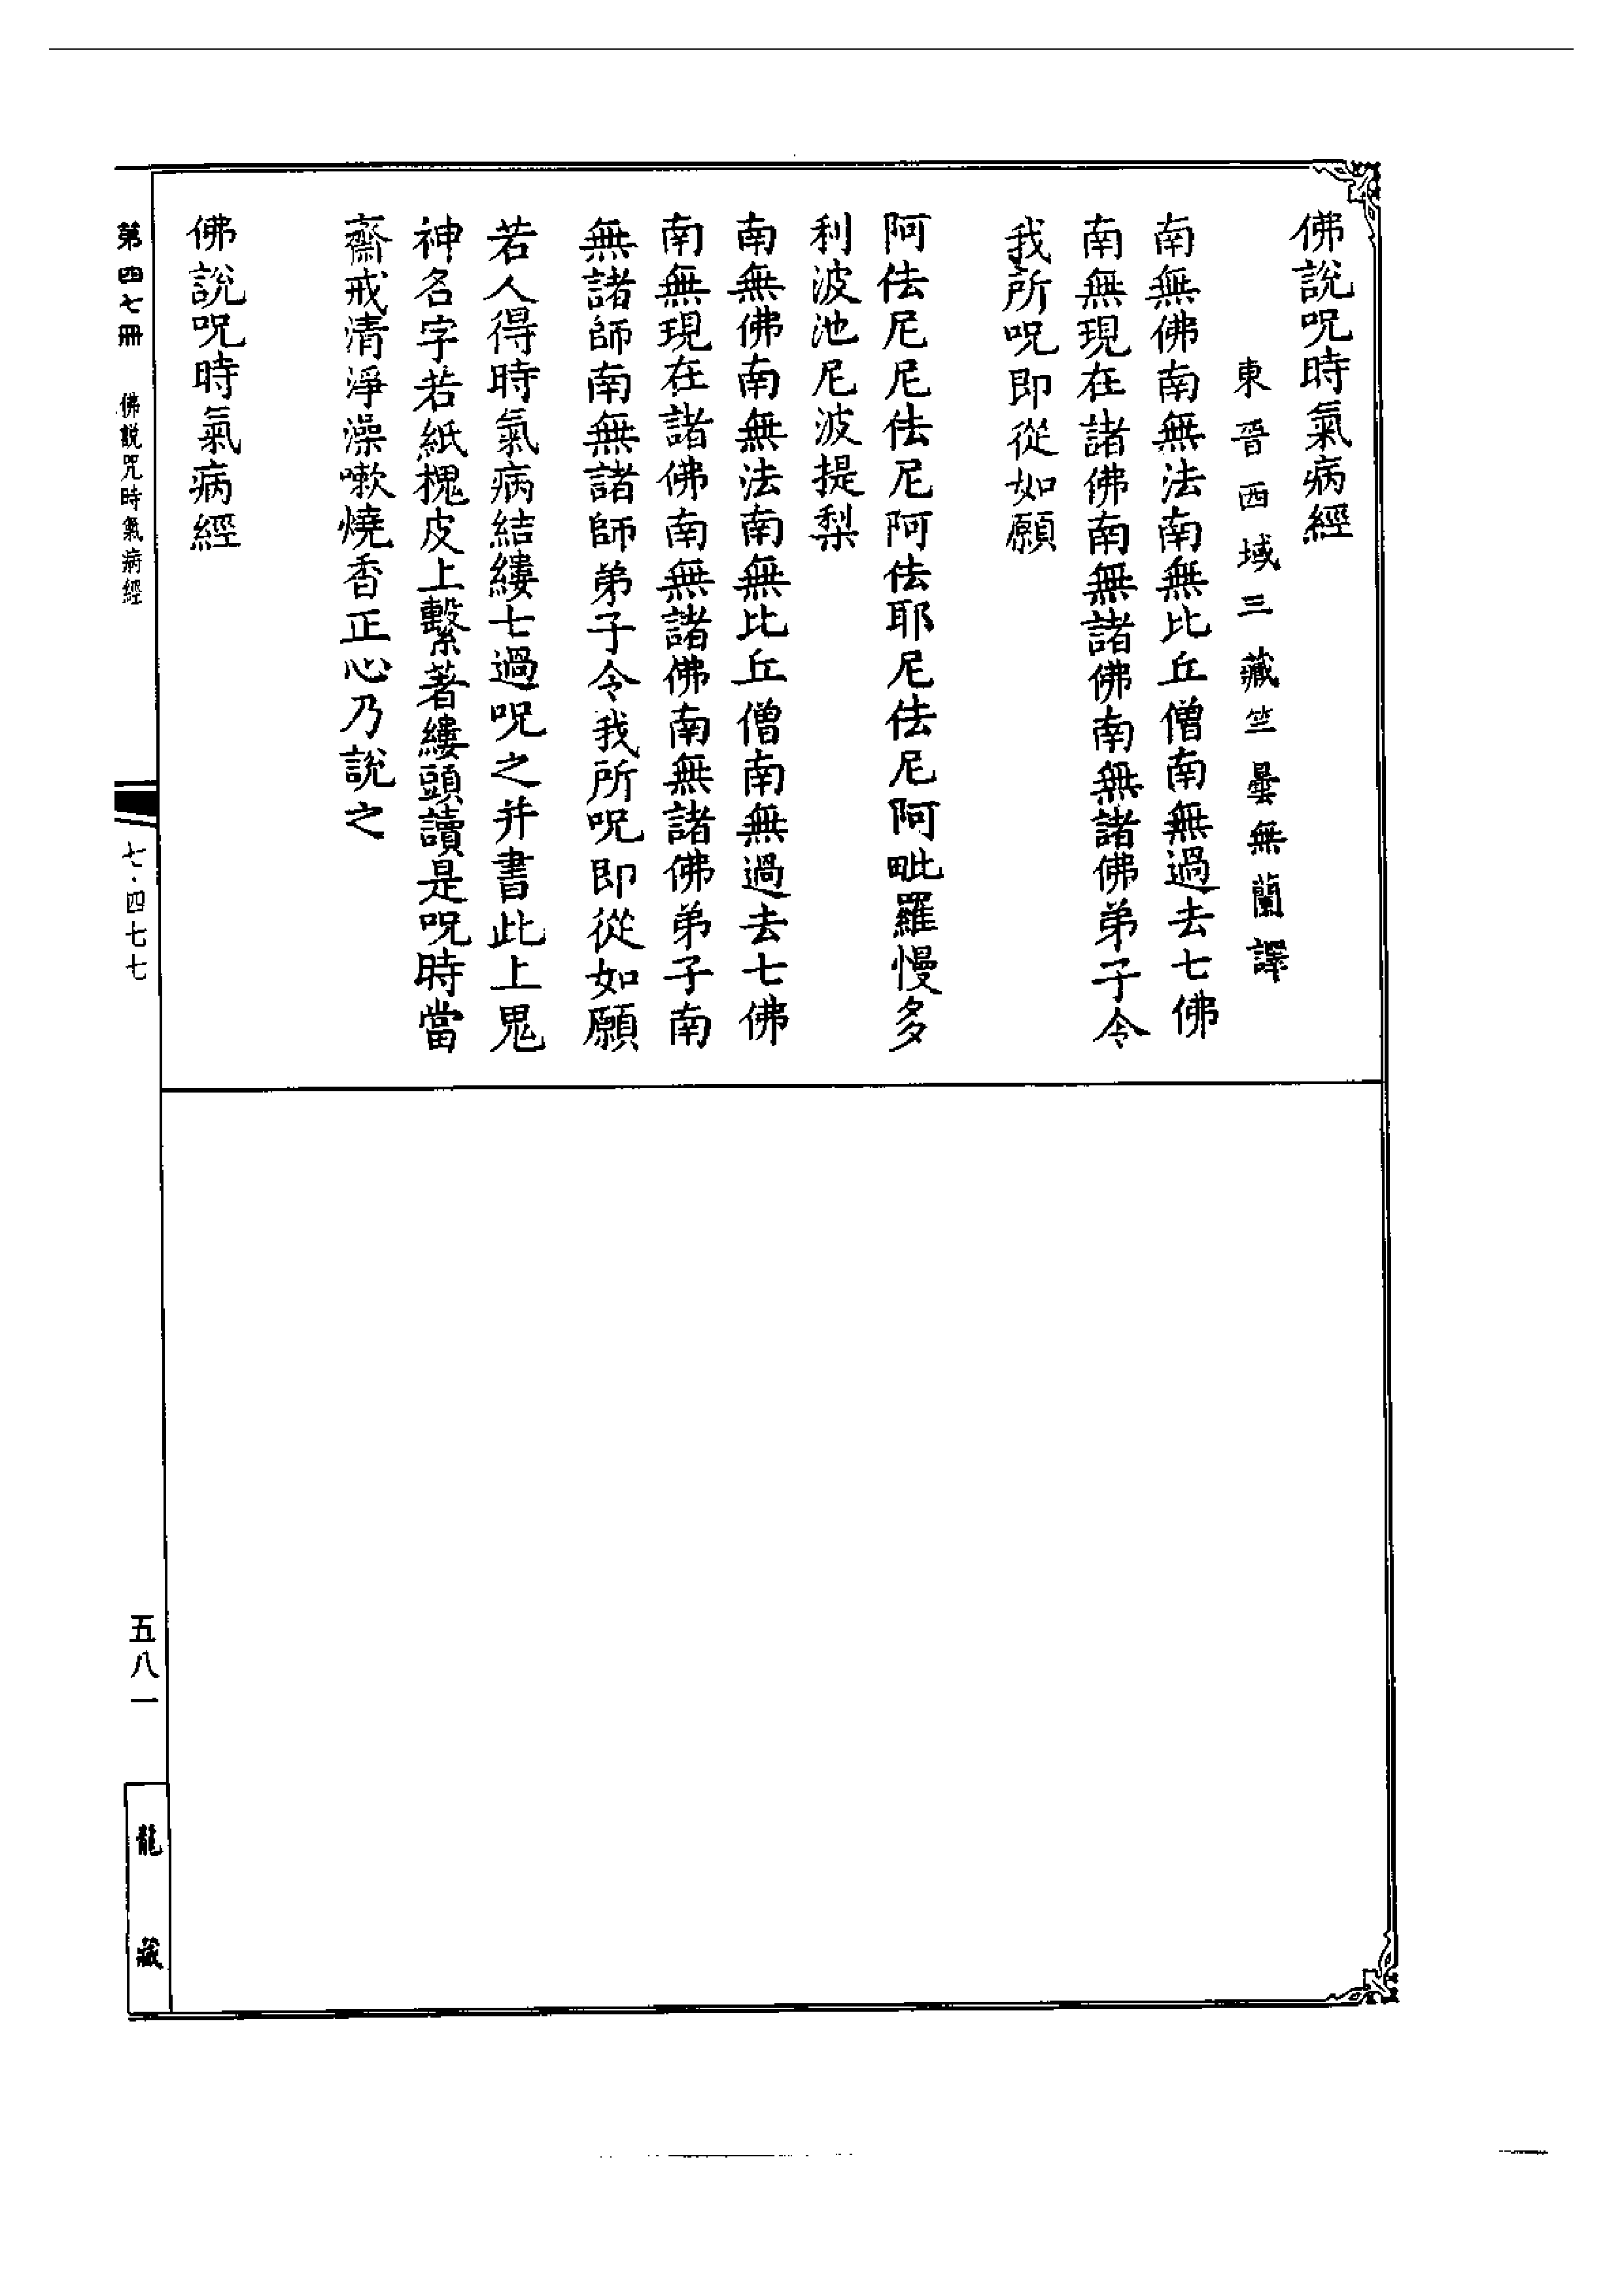 佛說呪時氣病經
東晉西域三藏竺曇無蘭譯
南無佛南無法南無比丘僧南無過去七佛
南無現在諸佛南無諸佛南無諸佛弟子令
我所呪即從如願
阿佉尼尼佉尼阿佉耶尼佉尼阿毗羅慢多
利波池尼波提梨
南無佛南無法南無比丘僧南無過去七佛
南無現在諸佛南無諸佛南無諸佛弟子南
無諸師南無諸師弟子令我所呪即從如願
若人得時氣病結縷七過呪之并書此上鬼
神名字若紙槐皮上繫著縷頭讀是呪時當
齋戒清淨澡嗽燒香正心乃說之
佛說呪時氣病經
第四七冊 佛說咒時氣病經
七·四七七
五八一
龍藏